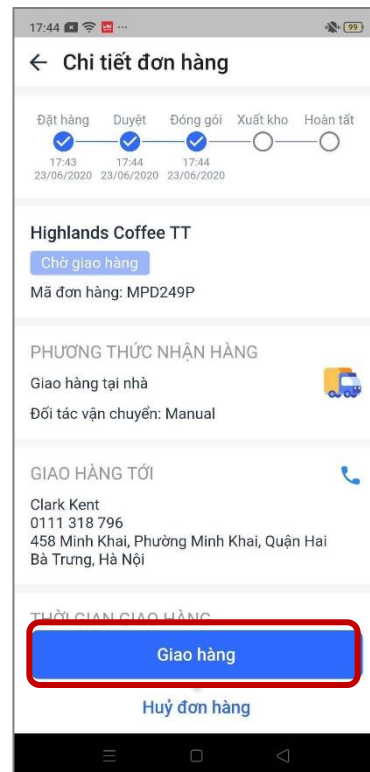 17:44 ... 99
← Chi tiết đơn hàng
Đặt hàng Duyệt Đóng gói Xuất kho Hoàn tất
17:43 17:44 17:44
23/06/2020 23/06/2020 23/06/2020
Highlands Coffee TT
Chờ giao hàng
Mã đơn hàng: MPD249P
PHƯƠNG THỨC NHẬN HÀNG
Giao hàng tại nhà
Đối tác vận chuyển: Manual
GIAO HÀNG TỚI
Clark Kent
0111 318 796
458 Minh Khai, Phường Minh Khai, Quận Hai
Bà Trưng, Hà Nội
THỜI GIAN GIAO HÀNG
Giao hàng
Huỷ đơn hàng